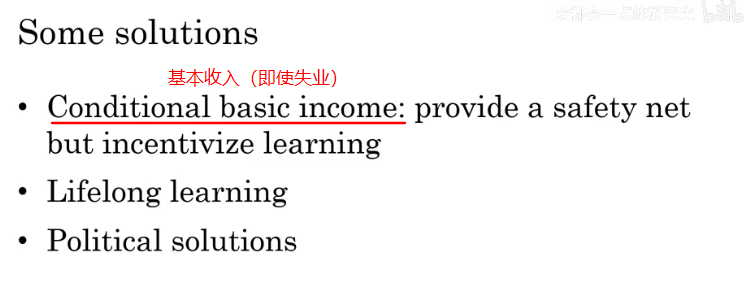 Some solutions
基本收入（即使失业）
• Conditional basic income: provide a safety net
but incentivize learning
• Lifelong learning
• Political solutions